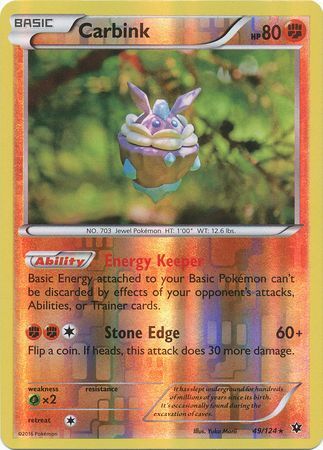 BASIC
Carbink
HP 80
NO. 703 Jewel Pokémon HT: 1'00" WT: 12.6 lbs.
Ability Energy Keeper
Basic Energy attached to your Basic Pokémon can't
be discarded by effects of your opponent's attacks,
Abilities, or Trainer cards.
Stone Edge 60+
Flip a coin. If heads, this attack does 30 more damage.
weakness resistance
×2
retreat
It has slept underground for hundreds
of millions of years since its birth.
It's occasionally found during the
excavation of caves.
©2016 Pokémon
Illus. Yuka Morii
49/124